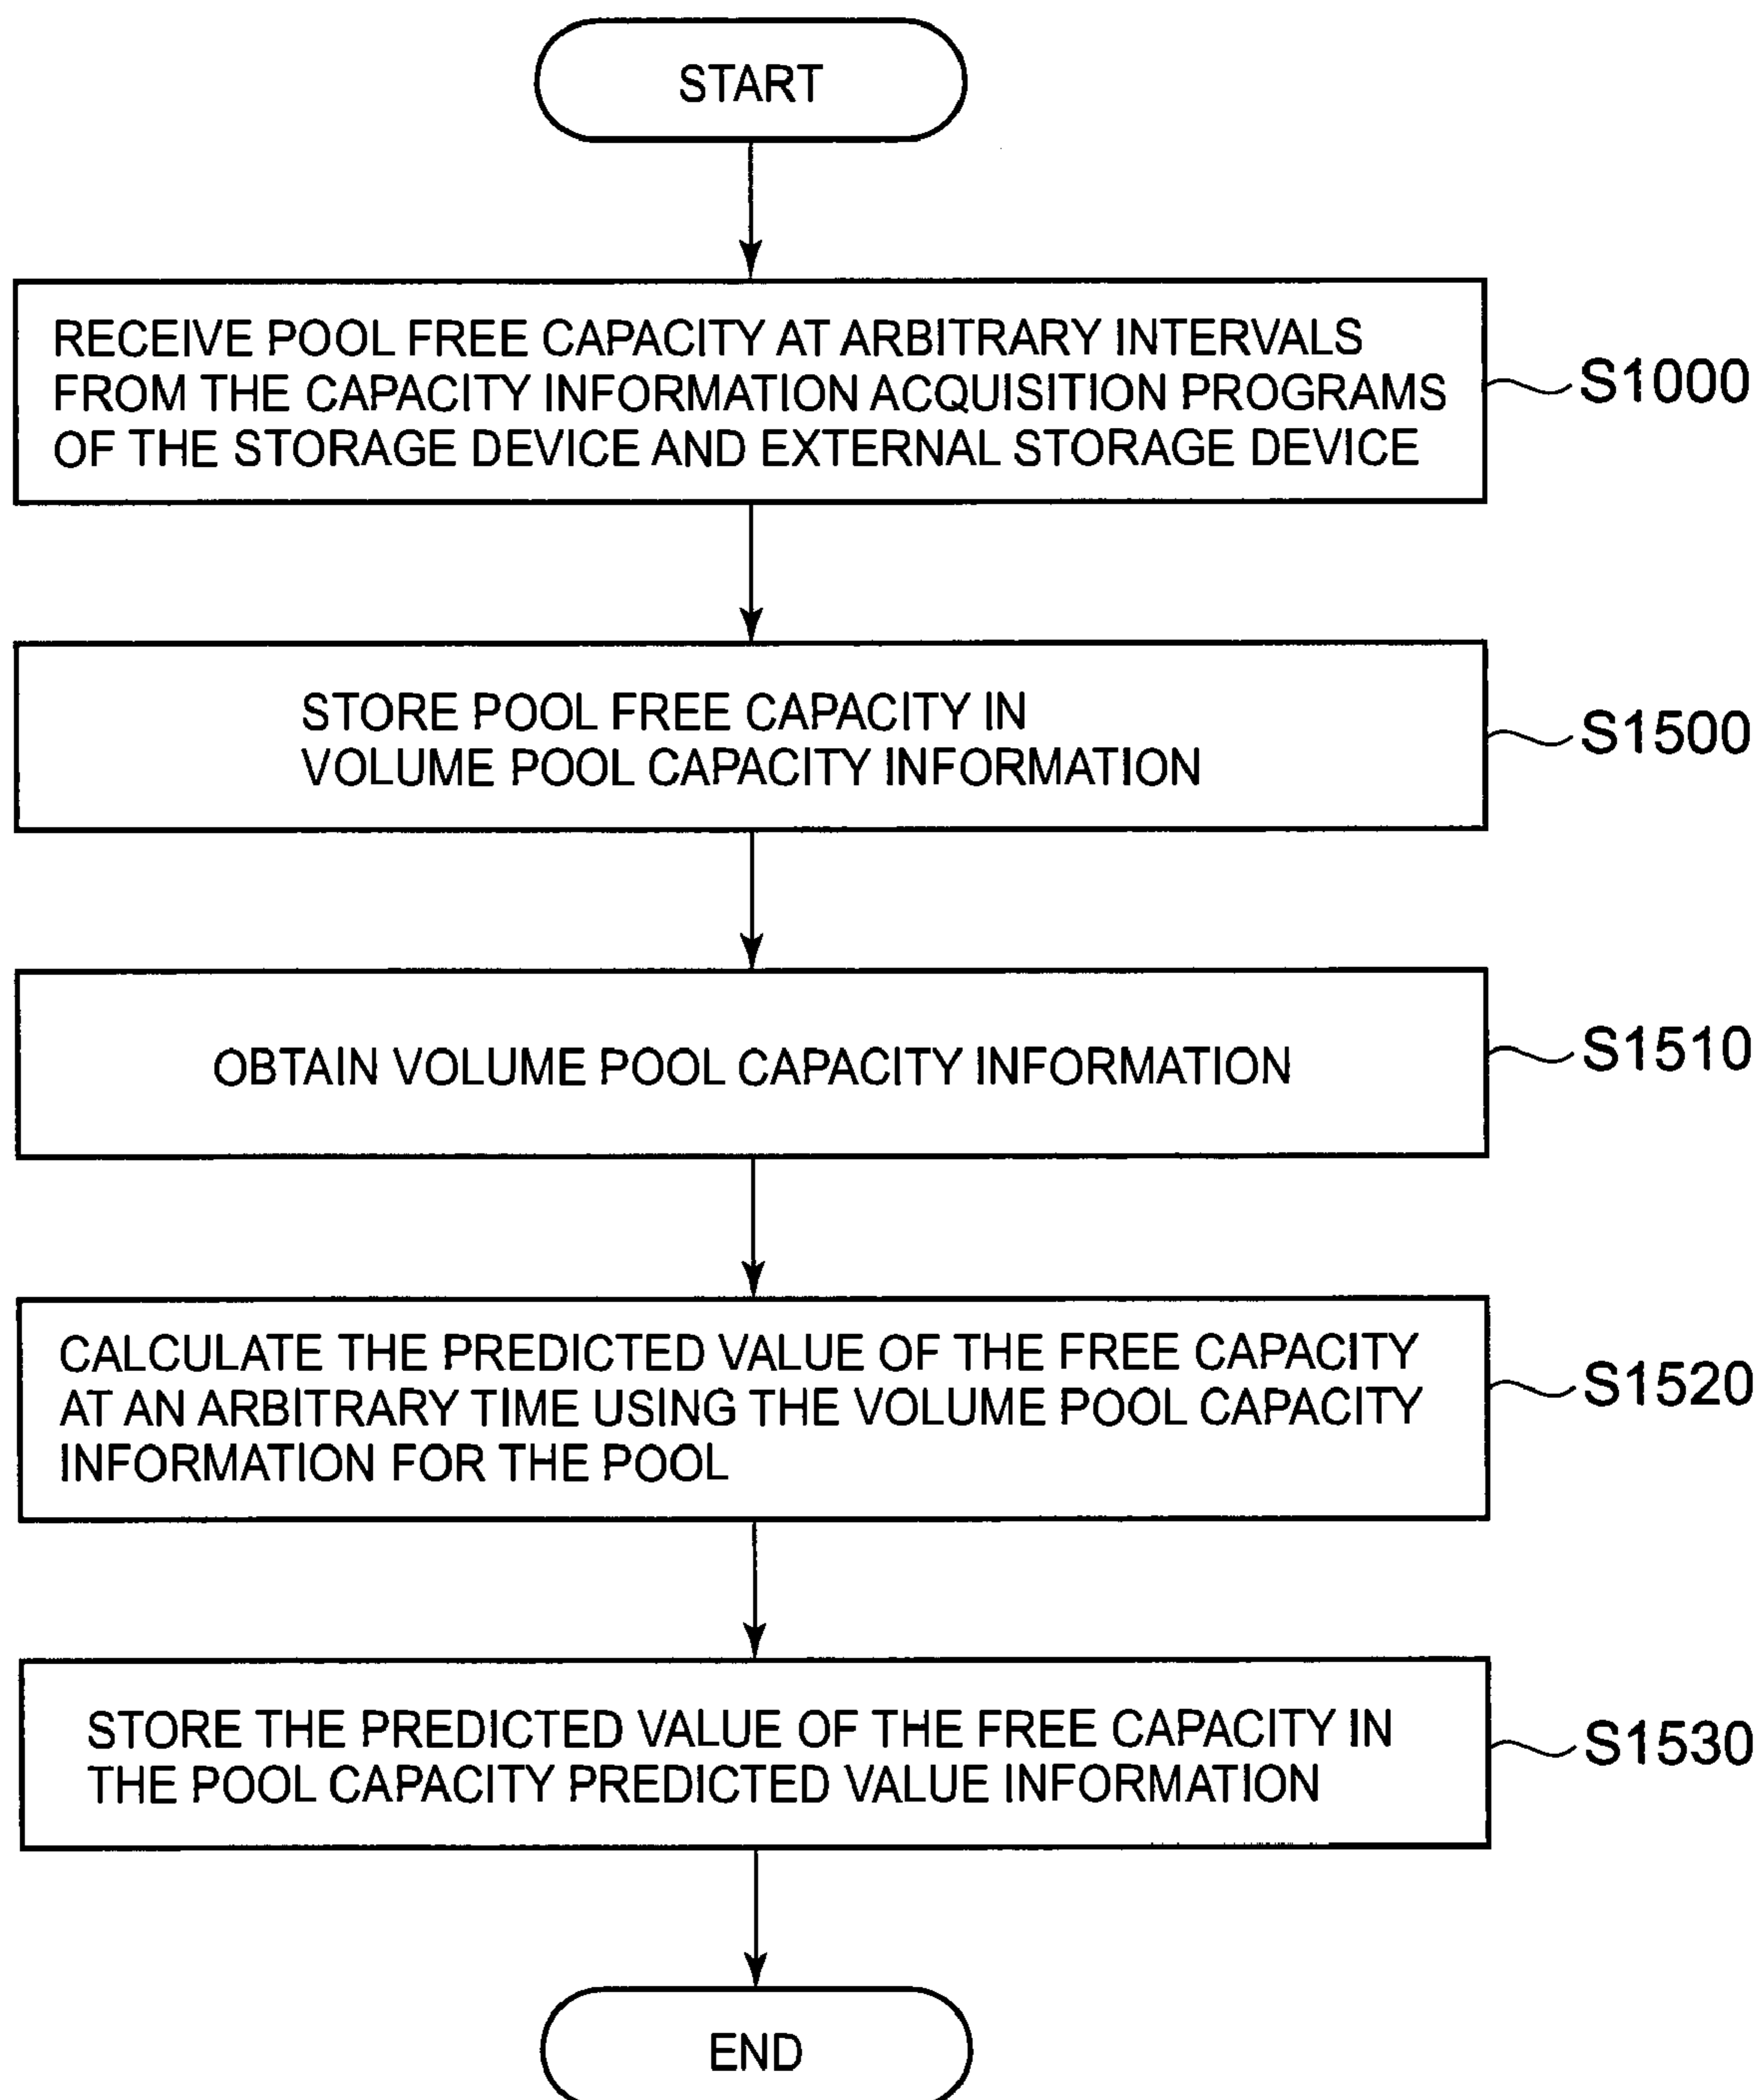 START
RECEIVE POOL FREE CAPACITY AT ARBITRARY INTERVALS
FROM THE CAPACITY INFORMATION ACQUISITION PROGRAMS
OF THE STORAGE DEVICE AND EXTERNAL STORAGE DEVICE
S1000
STORE POOL FREE CAPACITY IN
VOLUME POOL CAPACITY INFORMATION
S1500
OBTAIN VOLUME POOL CAPACITY INFORMATION
S1510
CALCULATE THE PREDICTED VALUE OF THE FREE CAPACITY
AT AN ARBITRARY TIME USING THE VOLUME POOL CAPACITY
INFORMATION FOR THE POOL
S1520
STORE THE PREDICTED VALUE OF THE FREE CAPACITY IN
THE POOL CAPACITY PREDICTED VALUE INFORMATION
S1530
END